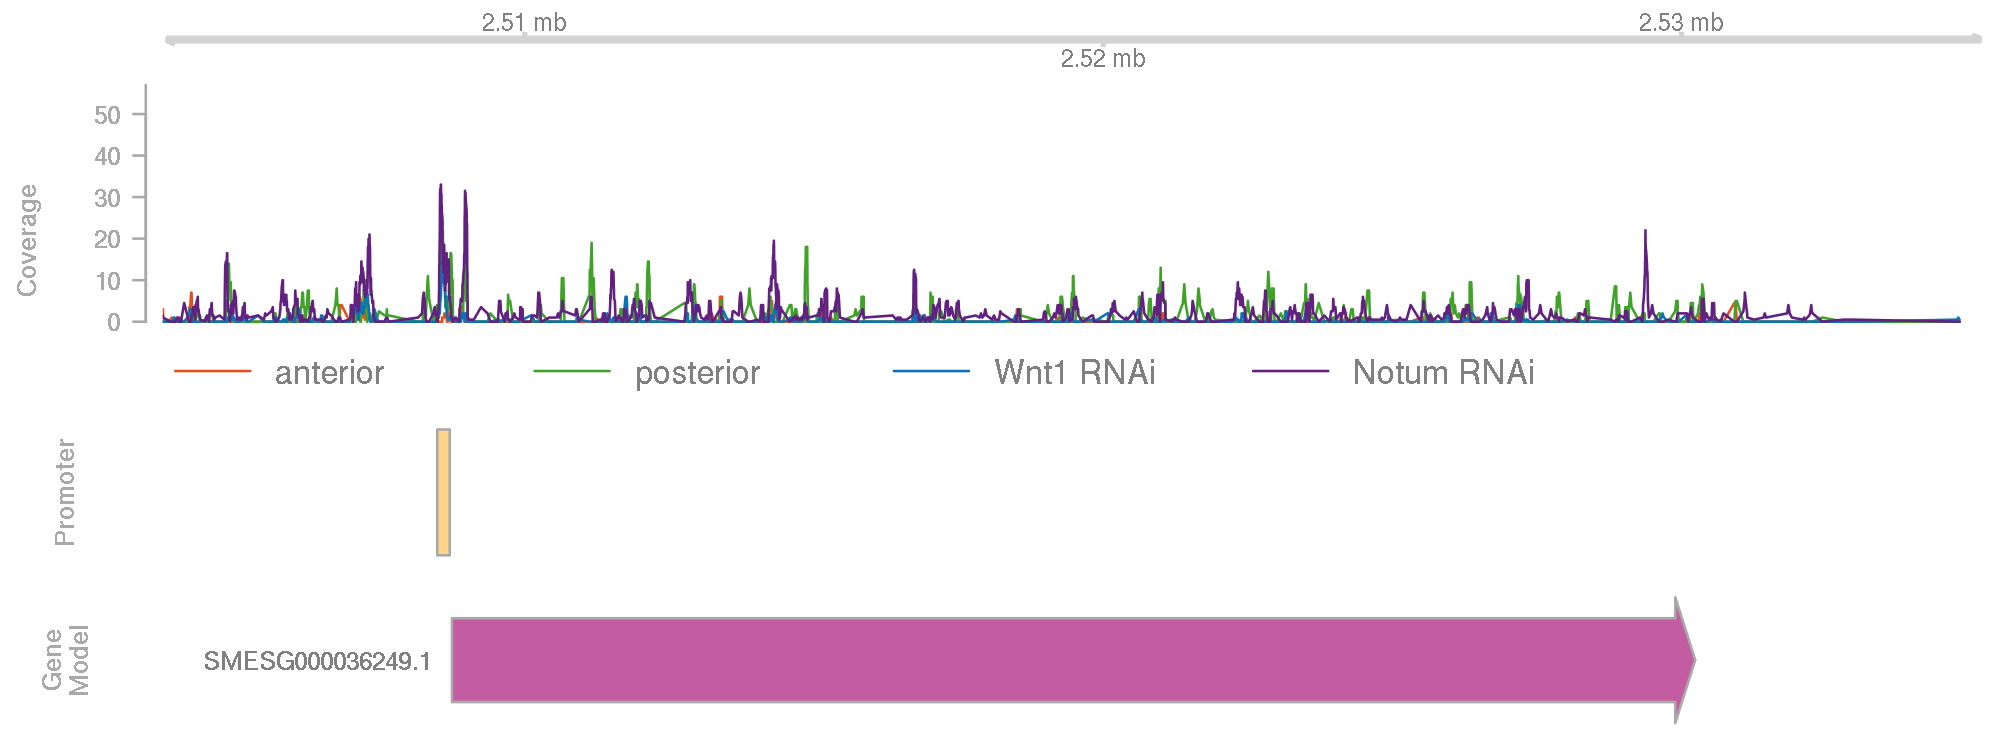 2.51 mb
2.53 mb
2.52 mb
Coverage
50
40
30
20
10
0
anterior
posterior
Wnt1 RNAi
Notum RNAi
Promoter
Gene
Model
SMESG000036249.1